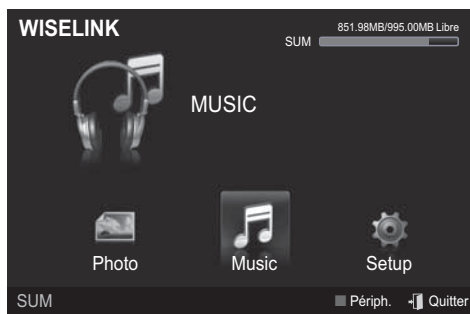 WISELINK
851.98MB/995.00MB Libre
SUM
MUSIC
Photo Music Setup
SUM Périph. Quitter